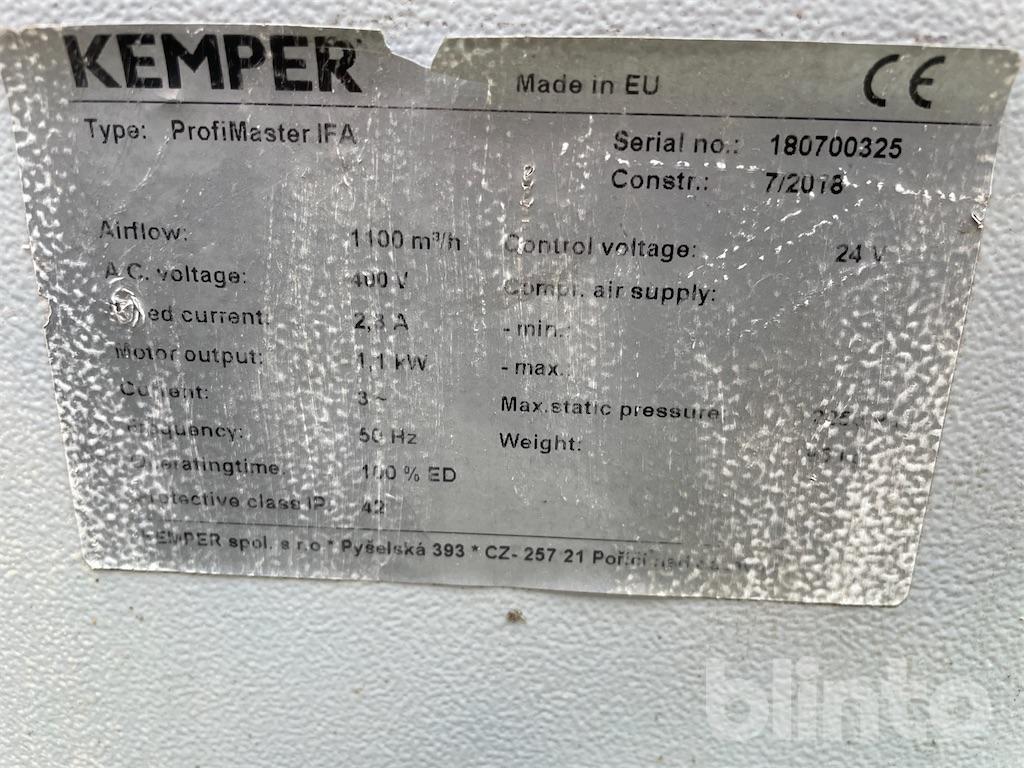 KEMPER Made in EU CE
Type: ProfiMaster IFA Serial no.: 180700325
Constr.: 7/2018
Airflow: 1100 m³/h Control voltage: 24 V
A.C. voltage: 400 V Compr. air supply:
current: 2,3 A - min.:
Motor output: 1,1 kW - max.:
Current: 3~ Max.static pressure
Frequency: 50 Hz Weight:
Operatingtime. 100 % ED
Protective class IP. 42
KEMPER spol. s r.o * Pyšelská 393 * CZ- 257 21 Poříčí nad
blinto